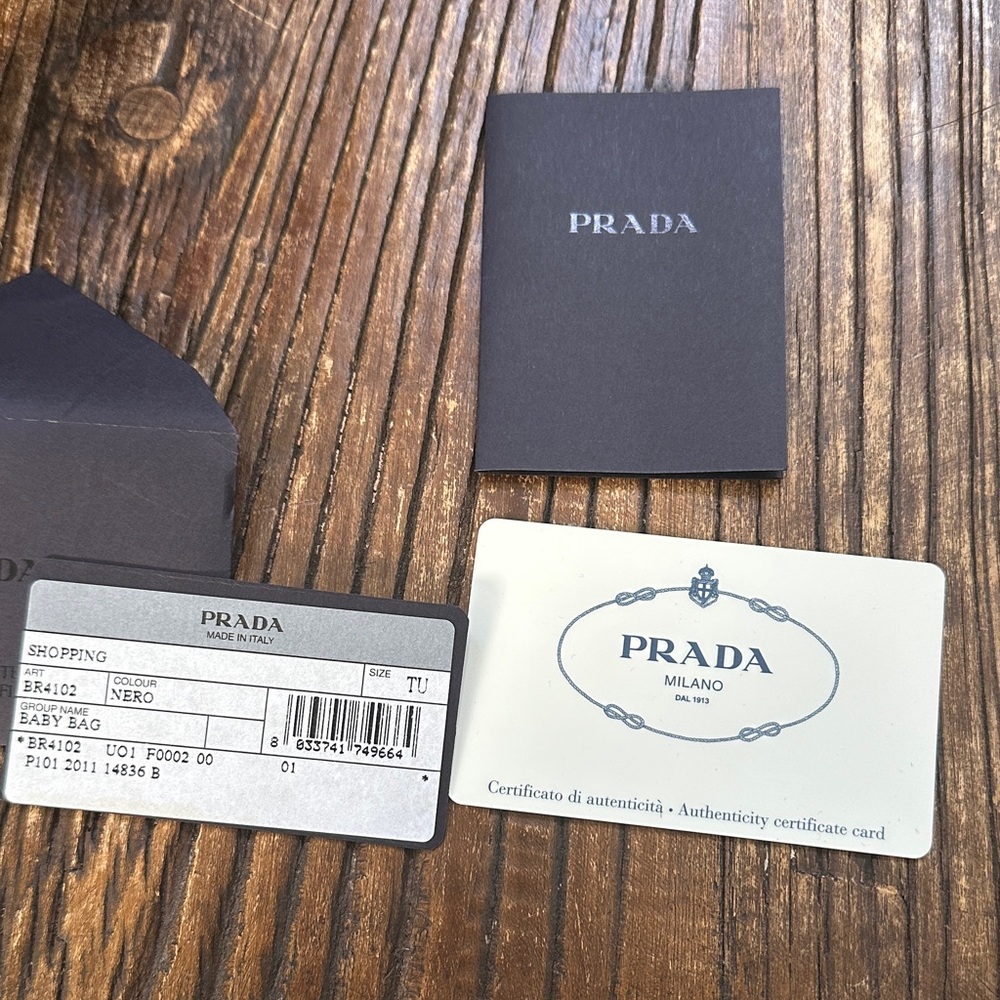 PRADA
PRADA
MADE IN ITALY
SHOPPING
ART
BR4102
COLOUR
NERO
SIZE
TU
GROUP NAME
BABY BAG
8 033741 749664
*BR4102 UO1 F0002 00 01 *
P101 2011 14836 B
PRADA
MILANO
DAL 1913
Certificato di autenticità • Authenticity certificate card